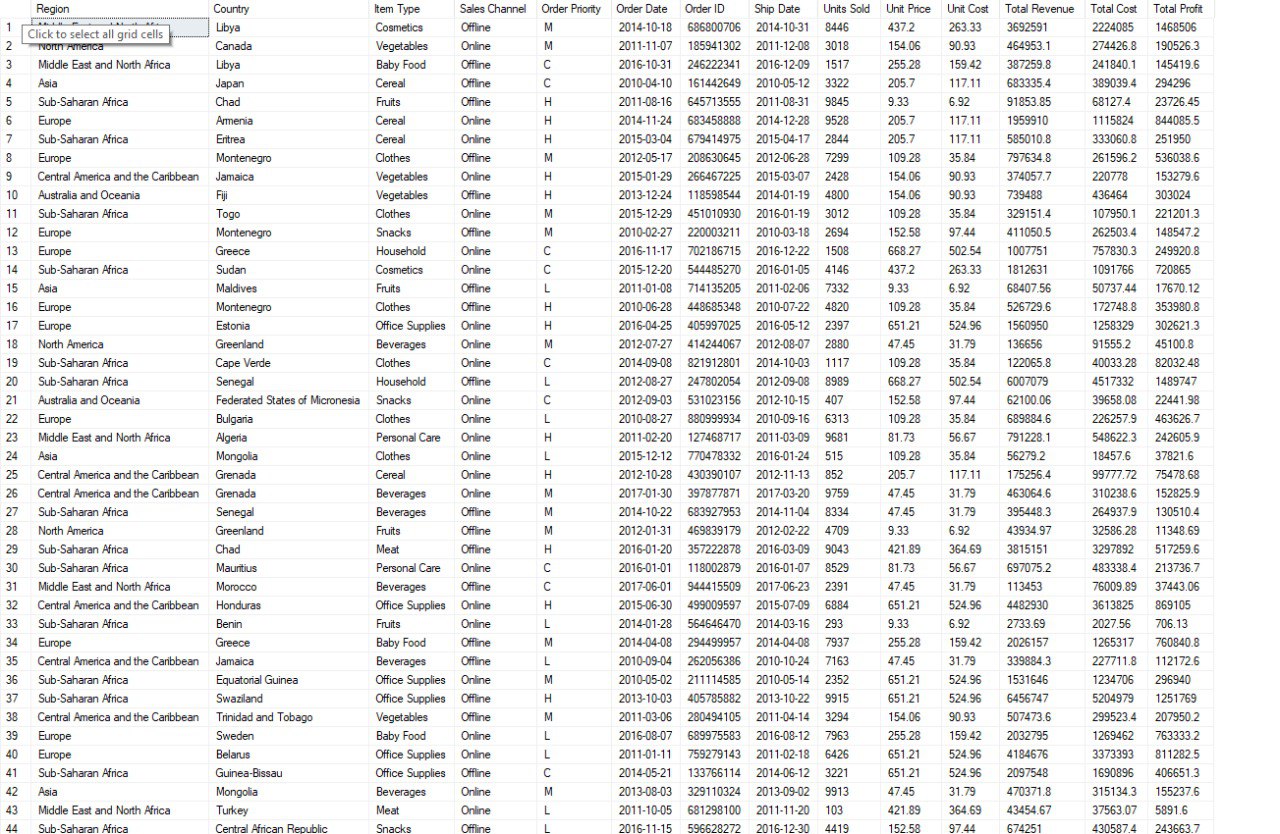 Region Country Item Type Sales Channel Order Priority Order Date Order ID Ship Date Units Sold Unit Price Unit Cost Total Revenue Total Cost Total Profit
1 Libya Cosmetics Offline M 2014-10-18 686800706 2014-10-31 8446 437.2 263.33 3692591 2224085 1468506
Click to select all grid cells
2 North America Canada Vegetables Online M 2011-11-07 185941302 2011-12-08 3018 154.06 90.93 464953.1 274426.8 190526.3
3 Middle East and North Africa Libya Baby Food Offline C 2016-10-31 246222341 2016-12-09 1517 255.28 159.42 387259.8 241840.1 145419.6
4 Asia Japan Cereal Offline C 2010-04-10 161442649 2010-05-12 3322 205.7 117.11 683335.4 389039.4 294296
5 Sub-Saharan Africa Chad Fruits Offline H 2011-08-16 645713555 2011-08-31 9845 9.33 6.92 91853.85 68127.4 23726.45
6 Europe Armenia Cereal Online H 2014-11-24 683458888 2014-12-28 9528 205.7 117.11 1959910 1115824 844085.5
7 Sub-Saharan Africa Eritrea Cereal Online H 2015-03-04 679414975 2015-04-17 2844 205.7 117.11 585010.8 333060.8 251950
8 Europe Montenegro Clothes Offline M 2012-05-17 208630645 2012-06-28 7299 109.28 35.84 797634.8 261596.2 536038.6
9 Central America and the Caribbean Jamaica Vegetables Online H 2015-01-29 266467225 2015-03-07 2428 154.06 90.93 374057.7 220778 153279.6
10 Australia and Oceania Fiji Vegetables Offline H 2013-12-24 118598544 2014-01-19 4800 154.06 90.93 739488 436464 303024
11 Sub-Saharan Africa Togo Clothes Online M 2015-12-29 451010930 2016-01-19 3012 109.28 35.84 329151.4 107950.1 221201.3
12 Europe Montenegro Snacks Offline M 2010-02-27 220003211 2010-03-18 2694 152.58 97.44 411050.5 262503.4 148547.2
13 Europe Greece Household Online C 2016-11-17 702186715 2016-12-22 1508 668.27 502.54 1007751 757830.3 249920.8
14 Sub-Saharan Africa Sudan Cosmetics Online C 2015-12-20 544485270 2016-01-05 4146 437.2 263.33 1812631 1091766 720865
15 Asia Maldives Fruits Offline L 2011-01-08 714135205 2011-02-06 7332 9.33 6.92 68407.56 50737.44 17670.12
16 Europe Montenegro Clothes Offline H 2010-06-28 448685348 2010-07-22 4820 109.28 35.84 526729.6 172748.8 353980.8
17 Europe Estonia Office Supplies Online H 2016-04-25 405997025 2016-05-12 2397 651.21 524.96 1560950 1258329 302621.3
18 North America Greenland Beverages Online M 2012-07-27 414244067 2012-08-07 2880 47.45 31.79 136656 91555.2 45100.8
19 Sub-Saharan Africa Cape Verde Clothes Online C 2014-09-08 821912801 2014-10-03 1117 109.28 35.84 122065.8 40033.28 82032.48
20 Sub-Saharan Africa Senegal Household Offline L 2012-08-27 247802054 2012-09-08 8989 668.27 502.54 6007079 4517332 1489747
21 Australia and Oceania Federated States of Micronesia Snacks Online C 2012-09-03 531023156 2012-10-15 407 152.58 97.44 62100.06 39658.08 22441.98
22 Europe Bulgaria Clothes Online L 2010-08-27 880999934 2010-09-16 6313 109.28 35.84 689884.6 226257.9 463626.7
23 Middle East and North Africa Algeria Personal Care Online H 2011-02-20 127468717 2011-03-09 9681 81.73 56.67 791228.1 548622.3 242605.9
24 Asia Mongolia Clothes Online L 2015-12-12 770478332 2016-01-24 515 109.28 35.84 56279.2 18457.6 37821.6
25 Central America and the Caribbean Grenada Cereal Online H 2012-10-28 430390107 2012-11-13 852 205.7 117.11 175256.4 99777.72 75478.68
26 Central America and the Caribbean Grenada Beverages Online M 2017-01-30 397877871 2017-03-20 9759 47.45 31.79 463064.6 310238.6 152825.9
27 Sub-Saharan Africa Senegal Beverages Offline M 2014-10-22 683927953 2014-11-04 8334 47.45 31.79 395448.3 264937.9 130510.4
28 North America Greenland Fruits Offline M 2012-01-31 469839179 2012-02-22 4709 9.33 6.92 43934.97 32586.28 11348.69
29 Sub-Saharan Africa Chad Meat Offline H 2016-01-20 357222878 2016-03-09 9043 421.89 364.69 3815151 3297892 517259.6
30 Sub-Saharan Africa Mauritius Personal Care Online C 2016-01-01 118002879 2016-01-07 8529 81.73 56.67 697075.2 483338.4 213736.7
31 Middle East and North Africa Morocco Beverages Offline C 2017-06-01 944415509 2017-06-23 2391 47.45 31.79 113453 76009.89 37443.06
32 Central America and the Caribbean Honduras Office Supplies Online H 2015-06-30 499009597 2015-07-09 6884 651.21 524.96 4482930 3613825 869105
33 Sub-Saharan Africa Benin Fruits Online L 2014-01-28 564646470 2014-03-16 293 9.33 6.92 2733.69 2027.56 706.13
34 Europe Greece Baby Food Offline M 2014-04-08 294499957 2014-04-08 7937 255.28 159.42 2026157 1265317 760840.8
35 Central America and the Caribbean Jamaica Beverages Offline L 2010-09-04 262056386 2010-10-24 7163 47.45 31.79 339884.3 227711.8 112172.6
36 Sub-Saharan Africa Equatorial Guinea Office Supplies Online M 2010-05-02 211114585 2010-05-14 2352 651.21 524.96 1531646 1234706 296940
37 Sub-Saharan Africa Swaziland Office Supplies Offline H 2013-10-03 405785882 2013-10-22 9915 651.21 524.96 6456747 5204979 1251769
38 Central America and the Caribbean Trinidad and Tobago Vegetables Offline M 2011-03-06 280494105 2011-04-14 3294 154.06 90.93 507473.6 299523.4 207950.2
39 Europe Sweden Baby Food Online L 2016-08-07 689975583 2016-08-12 7963 255.28 159.42 2032795 1269462 763333.2
40 Europe Belarus Office Supplies Online L 2011-01-11 759279143 2011-02-18 6426 651.21 524.96 4184676 3373393 811282.5
41 Sub-Saharan Africa Guinea-Bissau Office Supplies Offline C 2014-05-21 133766114 2014-06-12 3221 651.21 524.96 2097548 1690896 406651.3
42 Asia Mongolia Beverages Online M 2013-08-03 329110324 2013-09-02 9913 47.45 31.79 470371.8 315134.3 155237.6
43 Middle East and North Africa Turkey Meat Online L 2011-10-05 681298100 2011-11-20 103 421.89 364.69 43454.67 37563.07 5891.6
44 Sub-Saharan Africa Central African Republic Snacks Offline L 2016-11-15 596628272 2016-12-30 4419 152.58 97.44 674251 430587.4 243663.7